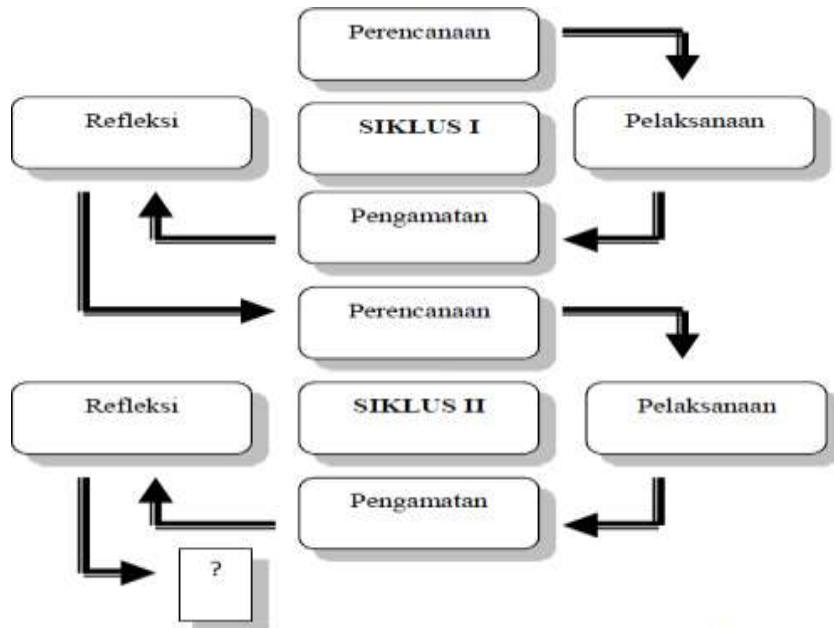 Perencanaan
Refleksi
SIKLUS I
Pelaksanaan
Pengamatan
Perencanaan
Refleksi
SIKLUS II
Pelaksanaan
Pengamatan
?